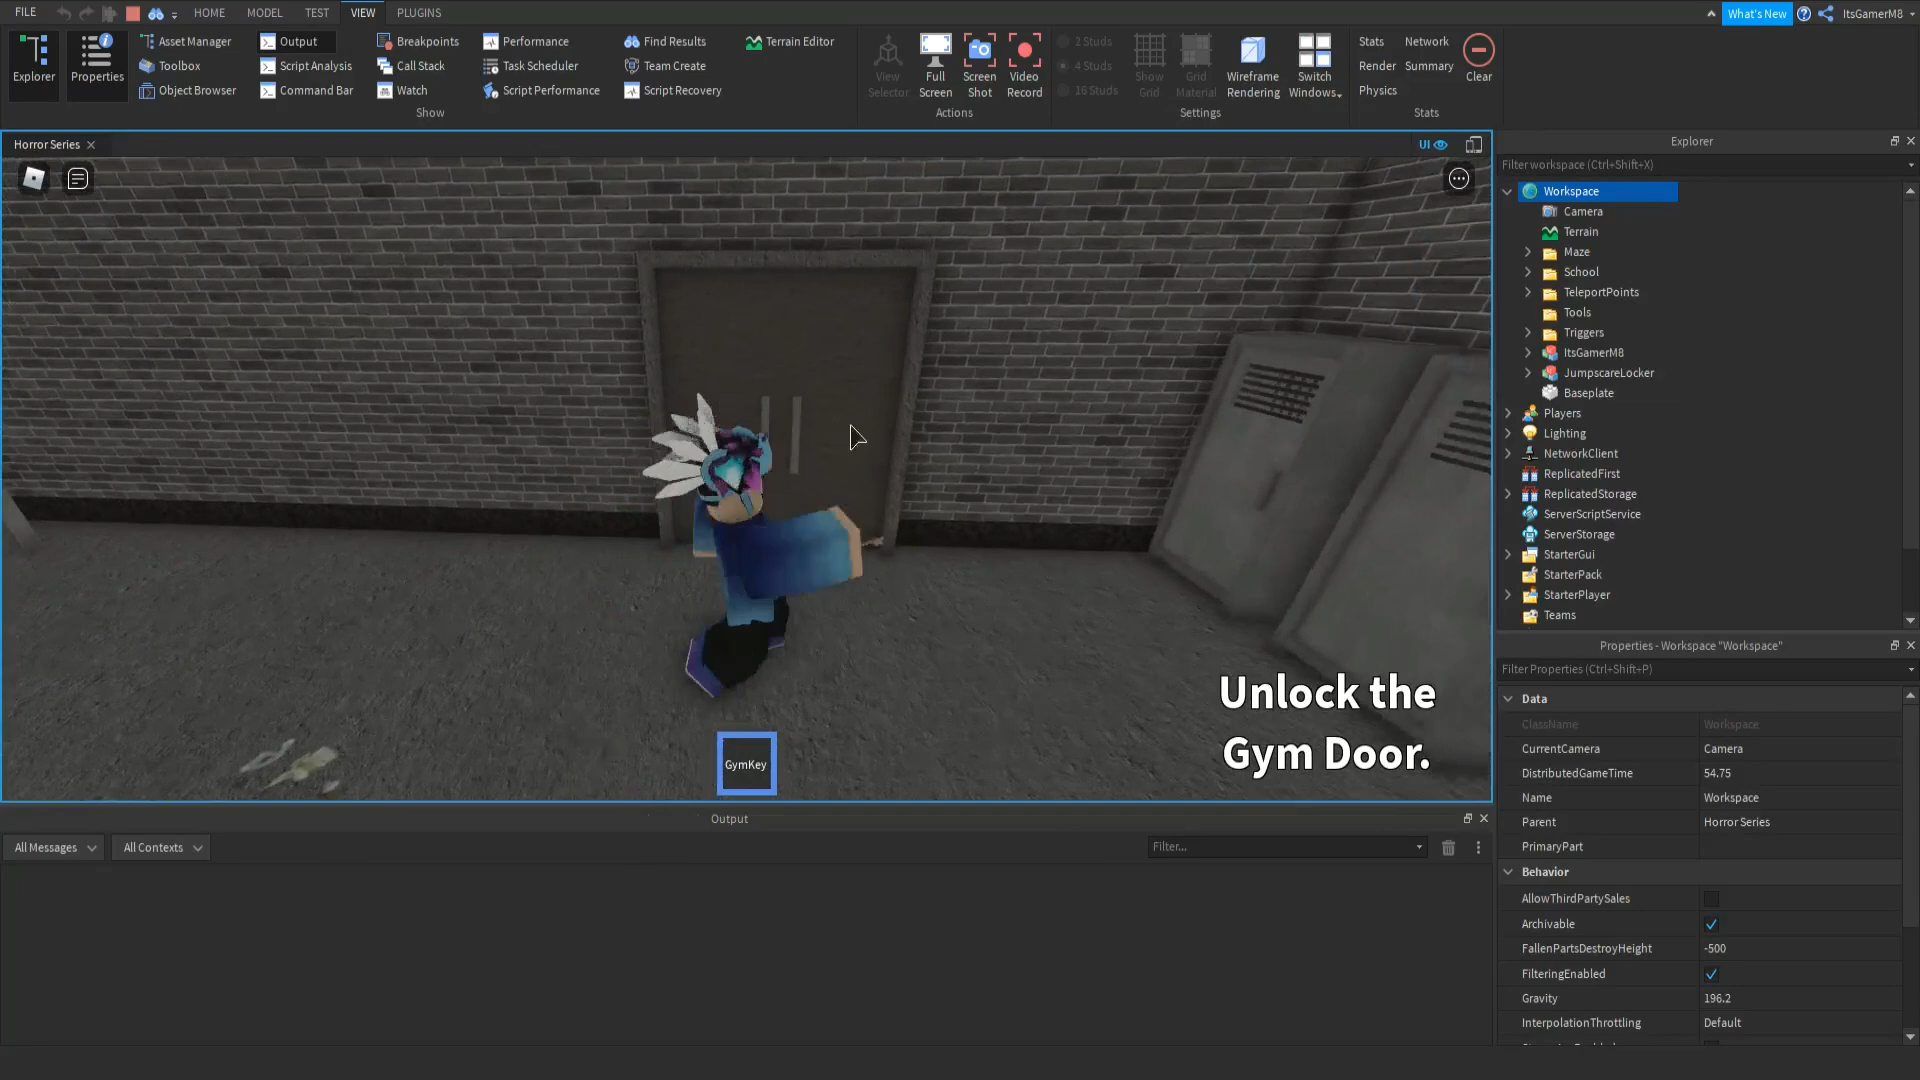 FILE
HOME
MODEL
TEST
VIEW
PLUGINS
What's New
ItsGamerM8
Explorer
Properties
Asset Manager
Toolbox
Object Browser
Output
Script Analysis
Command Bar
Breakpoints
Call Stack
Watch
Performance
Task Scheduler
Script Performance
Find Results
Team Create
Script Recovery
Terrain Editor
Show
View
Selector
Full
Screen
Screen
Shot
Video
Record
Actions
2 Studs
4 Studs
16 Studs
Show
Grid
Grid
Material
Wireframe
Rendering
Switch
Windows
Settings
Stats
Network
Render
Summary
Physics
Clear
Stats
Horror Series
UI
Unlock the
Gym Door.
GymKey
Output
All Messages
All Contexts
Filter...
Explorer
Filter workspace (Ctrl+Shift+X)
Workspace
Camera
Terrain
Maze
School
TeleportPoints
Tools
Triggers
ItsGamerM8
JumpscareLocker
Baseplate
Players
Lighting
NetworkClient
ReplicatedFirst
ReplicatedStorage
ServerScriptService
ServerStorage
StarterGui
StarterPack
StarterPlayer
Teams
Properties - Workspace "Workspace"
Filter Properties (Ctrl+Shift+P)
Data
ClassName Workspace
CurrentCamera Camera
DistributedGameTime 54.75
Name Workspace
Parent Horror Series
PrimaryPart
Behavior
AllowThirdPartySales
Archivable
FallenPartsDestroyHeight -500
FilteringEnabled
Gravity 196.2
InterpolationThrottling Default